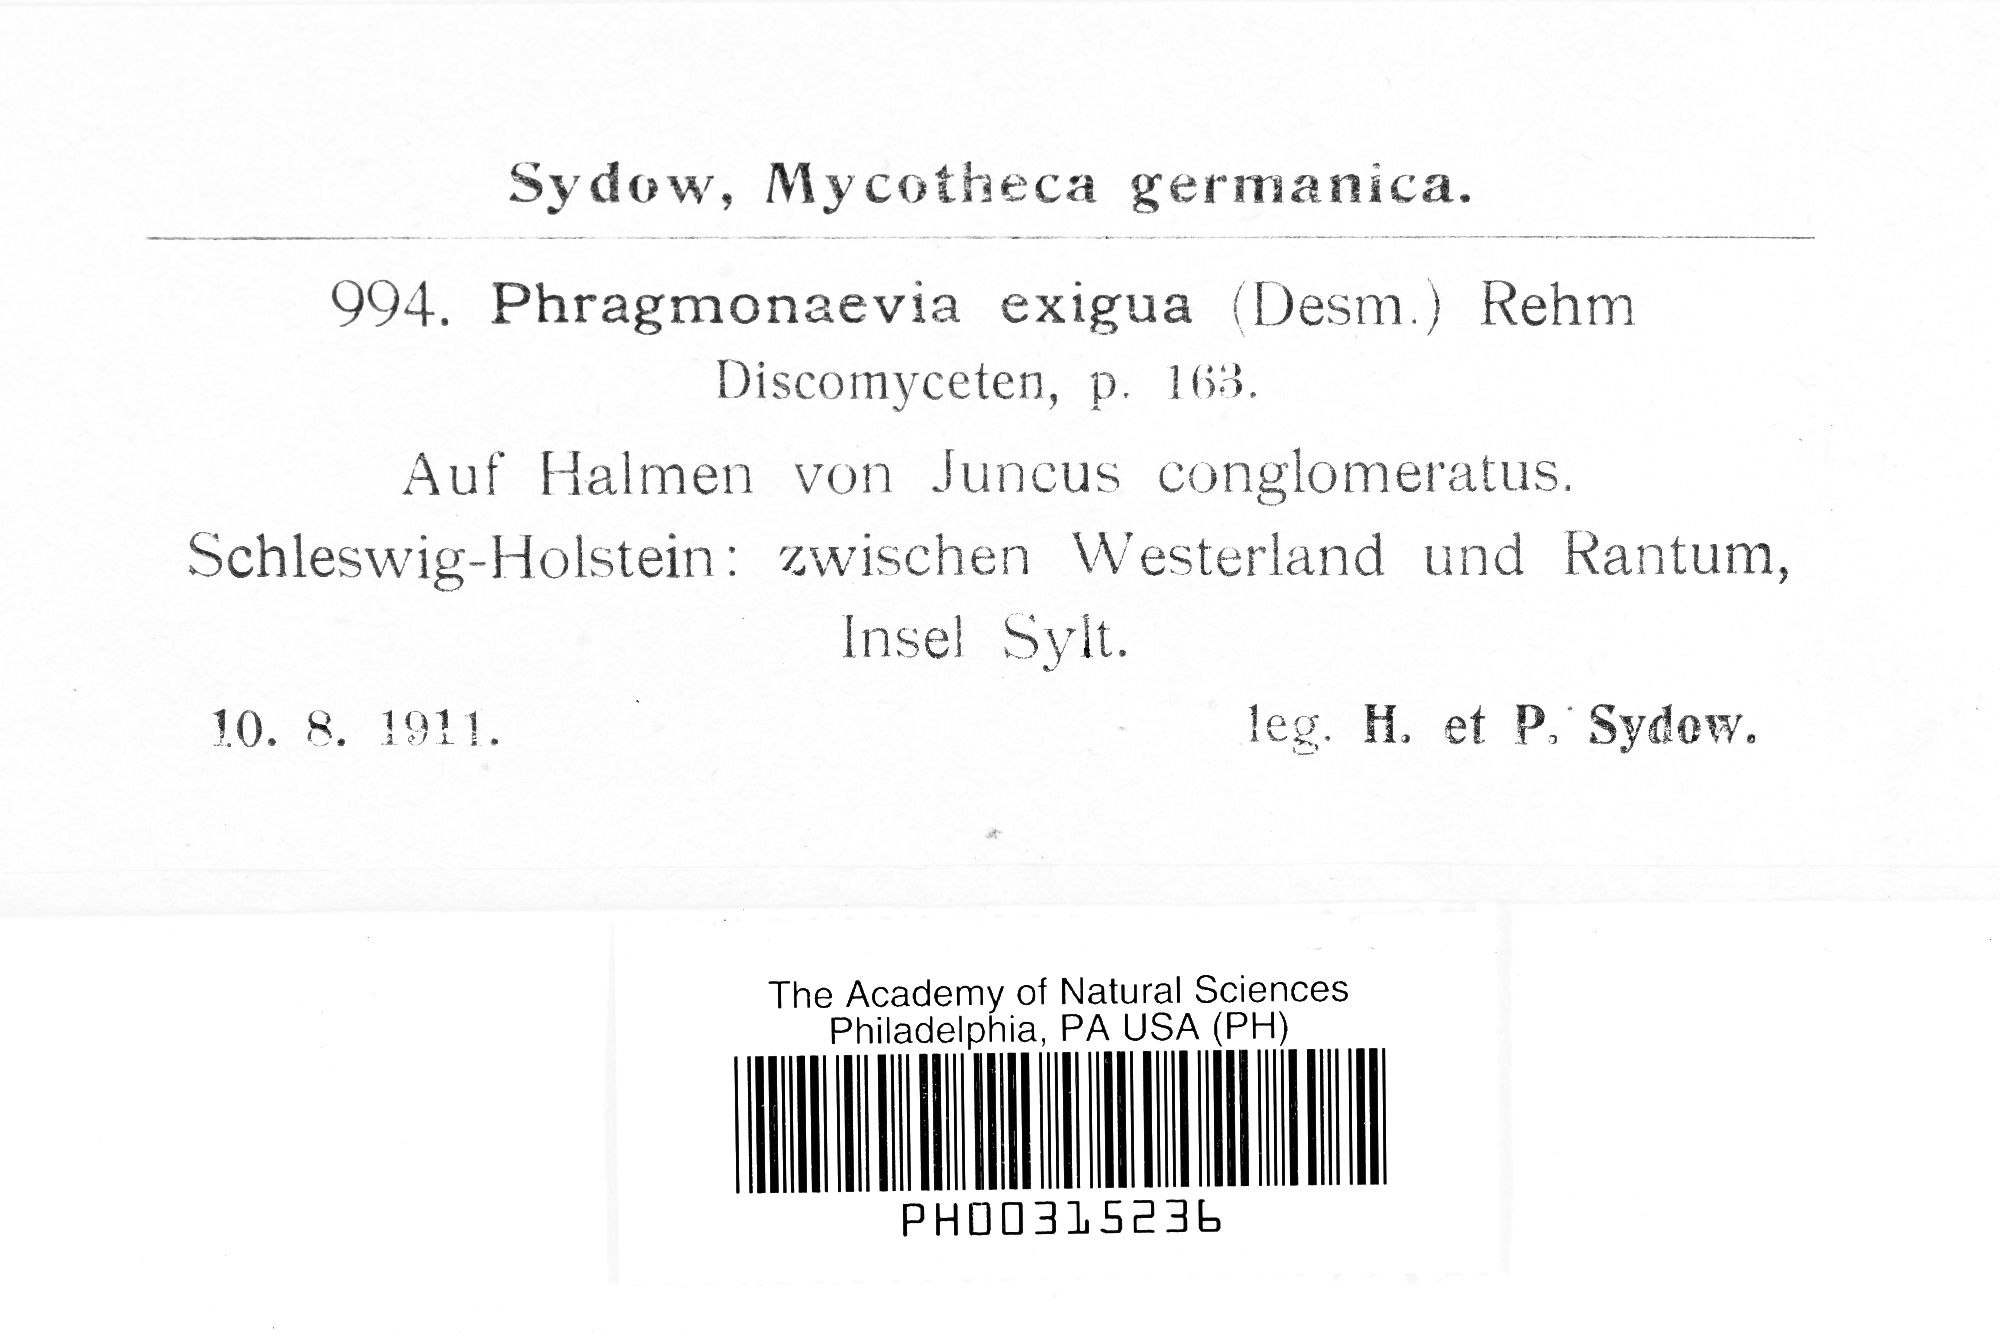 Sydow, Mycotheca germanica.
994. Phragmonaevia exigua (Desm.) Rehm
Discomyceten, p. 163.
Auf Halmen von Juncus conglomeratus.
Schleswig-Holstein: zwischen Westerland und Rantum,
Insel Sylt.
10. 8. 1911. leg. H. et P. Sydow.
The Academy of Natural Sciences
Philadelphia, PA USA (PH)
PH00315236